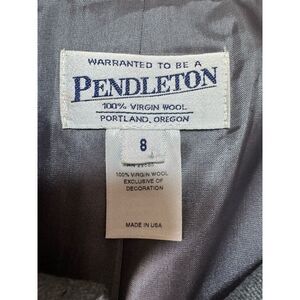 WARRANTED TO BE A
PENDLETON
100% VIRGIN WOOL
PORTLAND, OREGON
8
100% VIRGIN WOOL
EXCLUSIVE OF
DECORATION
MADE IN USA